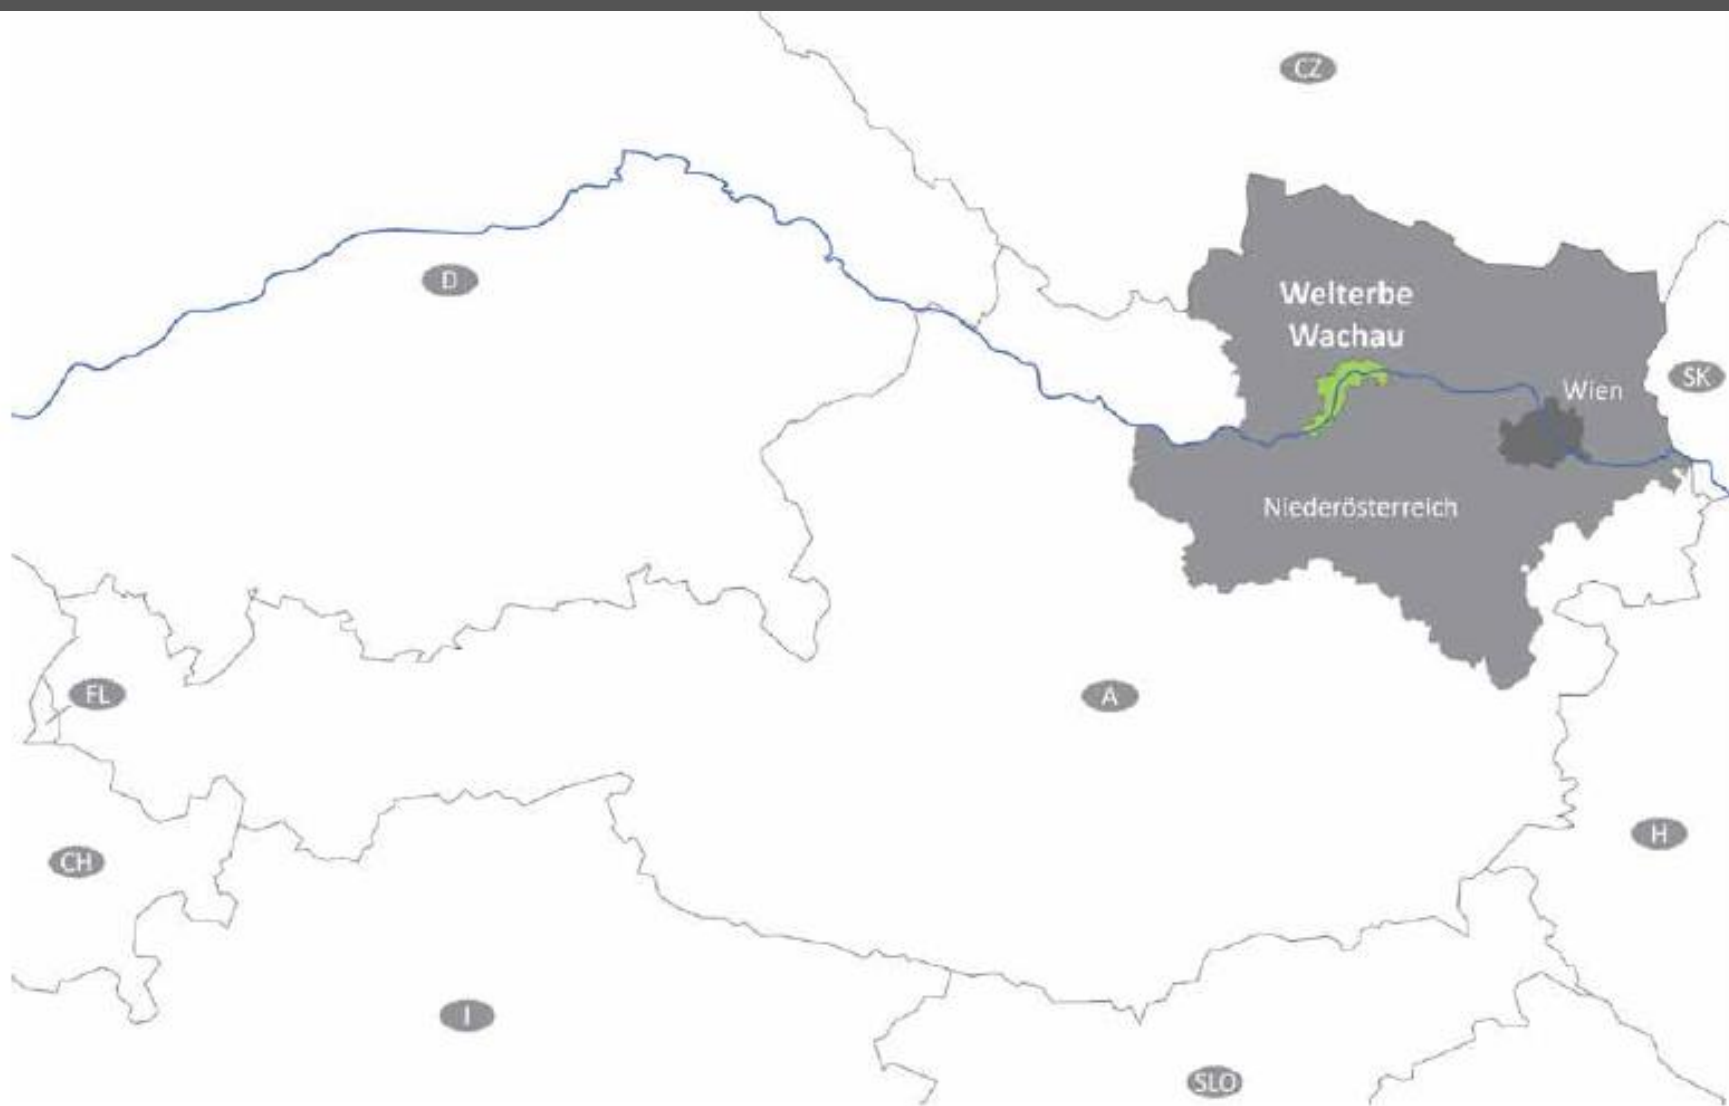 CZ
D
Welterbe
Wachau
SK
Wien
Niederösterreich
FL
A
H
CH
I
SLO